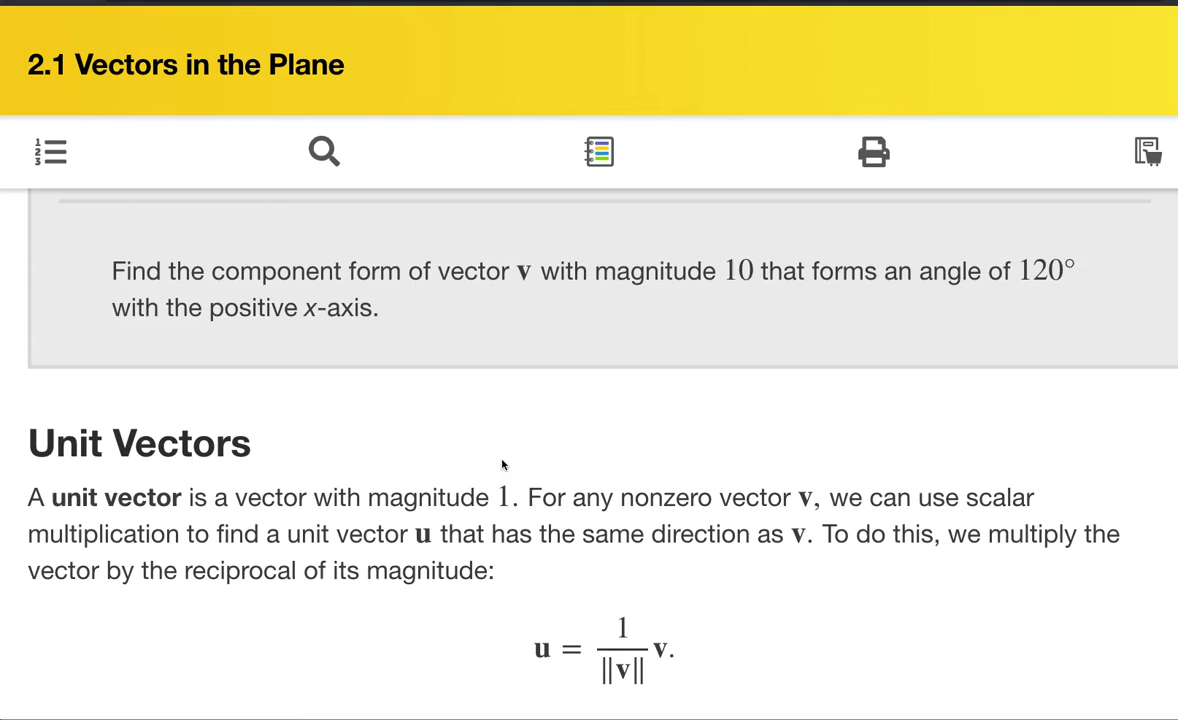 2.1 Vectors in the Plane
1
2
3
Find the component form of vector v with magnitude 10 that forms an angle of 120°
with the positive x-axis.
Unit Vectors
A unit vector is a vector with magnitude 1. For any nonzero vector v, we can use scalar
multiplication to find a unit vector u that has the same direction as v. To do this, we multiply the
vector by the reciprocal of its magnitude:
u = 1/||v|| v.